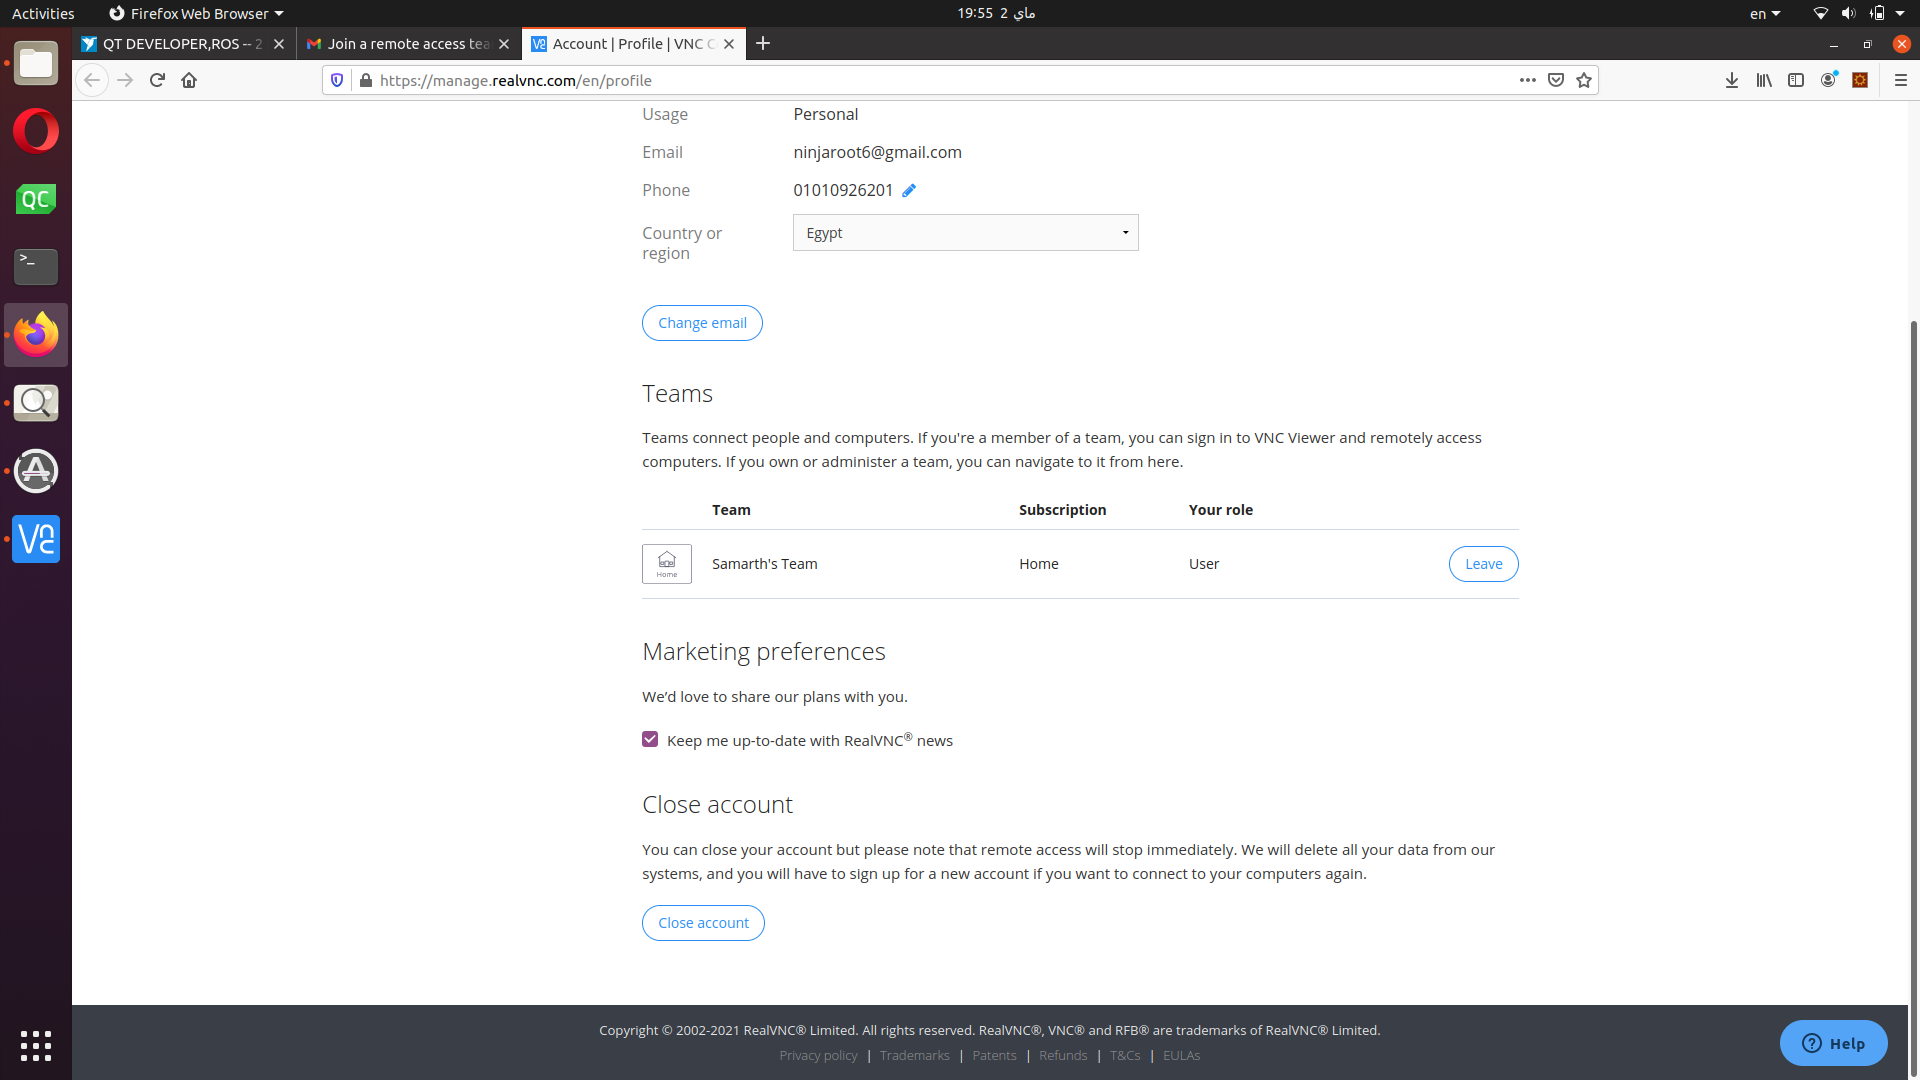 Activities
Firefox Web Browser
19:55 2 ماي
en
QT DEVELOPER,ROS -- 2
Join a remote access tea
Account | Profile | VNC C
https://manage.realvnc.com/en/profile
Usage Personal
Email ninjaroot6@gmail.com
Phone 01010926201
Country or region Egypt
Change email
Teams
Teams connect people and computers. If you're a member of a team, you can sign in to VNC Viewer and remotely access
computers. If you own or administer a team, you can navigate to it from here.
Team Subscription Your role
Home Samarth's Team Home User Leave
Marketing preferences
We’d love to share our plans with you.
Keep me up-to-date with RealVNC® news
Close account
You can close your account but please note that remote access will stop immediately. We will delete all your data from our
systems, and you will have to sign up for a new account if you want to connect to your computers again.
Close account
Copyright © 2002-2021 RealVNC® Limited. All rights reserved. RealVNC®, VNC® and RFB® are trademarks of RealVNC® Limited.
Privacy policy | Trademarks | Patents | Refunds | T&Cs | EULAs
Help
QC
>_